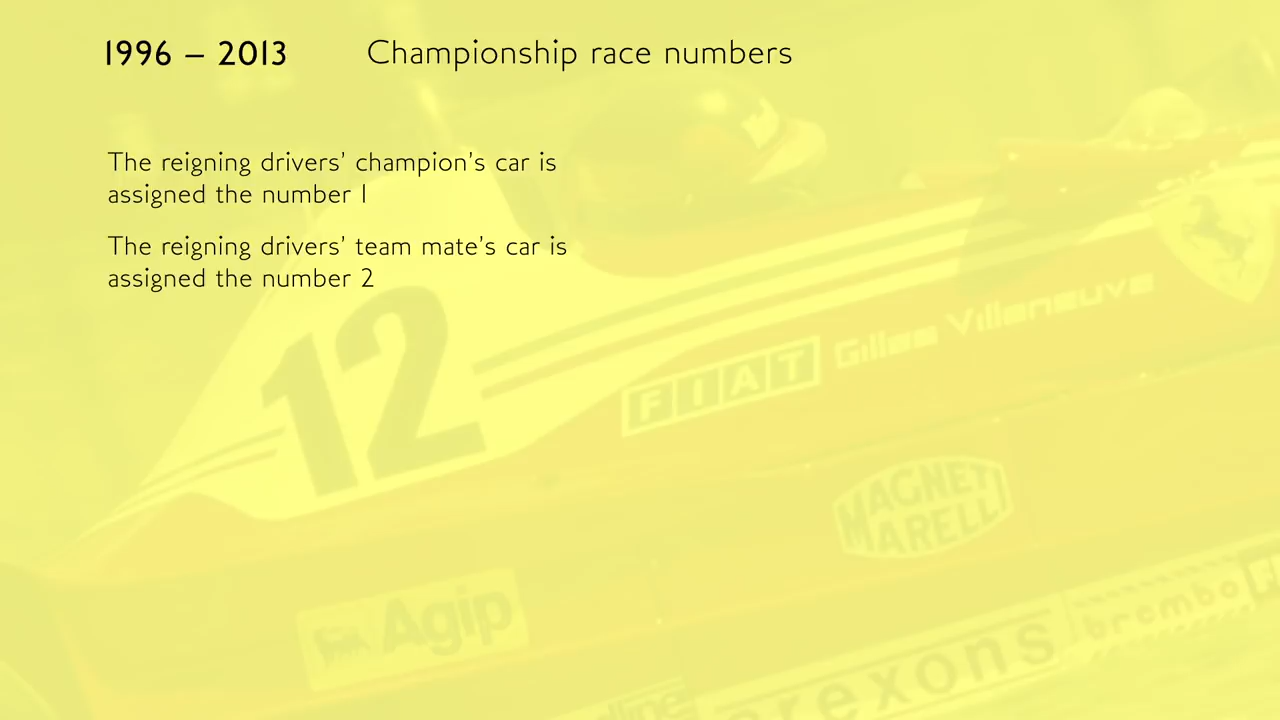 1996 – 2013 Championship race numbers
The reigning drivers’ champion’s car is
assigned the number 1
The reigning drivers’ team mate’s car is
assigned the number 2
12
FIAT Gilles Villeneuve
MAGNETI
MARELLI
Agip
brembo
rexons